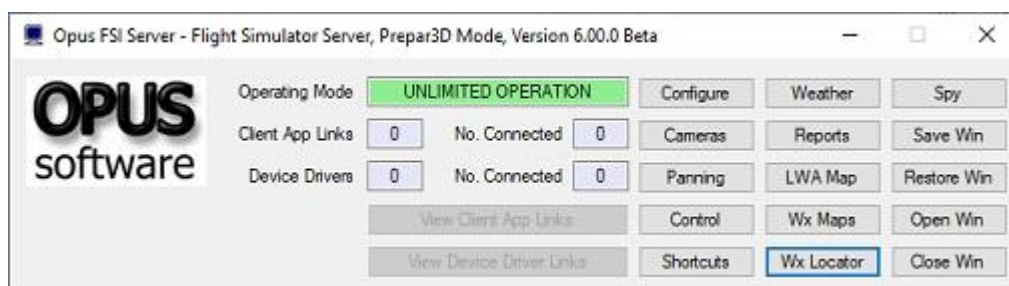 Opus FSI Server - Flight Simulator Server, Prepar3D Mode, Version 6.00.0 Beta
OPUS
software
Operating Mode UNLIMITED OPERATION Configure Weather Spy
Client App Links 0 No. Connected 0 Cameras Reports Save Win
Device Drivers 0 No. Connected 0 Panning LWA Map Restore Win
View Client App Links Control Wx Maps Open Win
View Device Driver Links Shortcuts Wx Locator Close Win